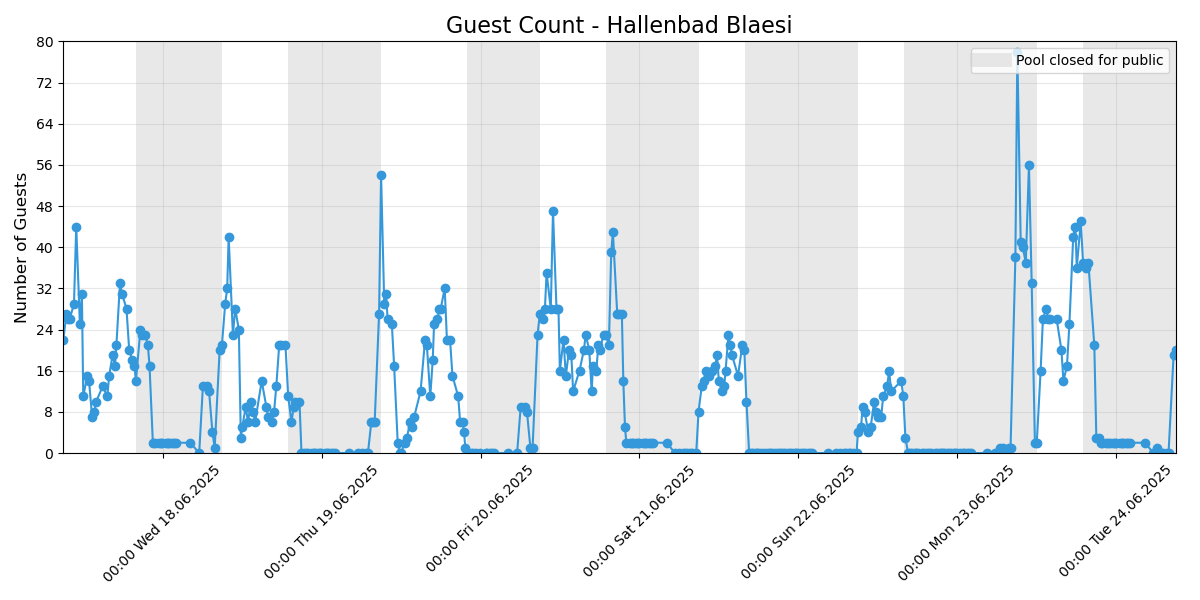 Guest Count - Hallenbad Blaesi
Pool closed for public
Number of Guests
80
72
64
56
48
40
32
24
16
8
0
00:00 Wed 18.06.2025
00:00 Thu 19.06.2025
00:00 Fri 20.06.2025
00:00 Sat 21.06.2025
00:00 Sun 22.06.2025
00:00 Mon 23.06.2025
00:00 Tue 24.06.2025